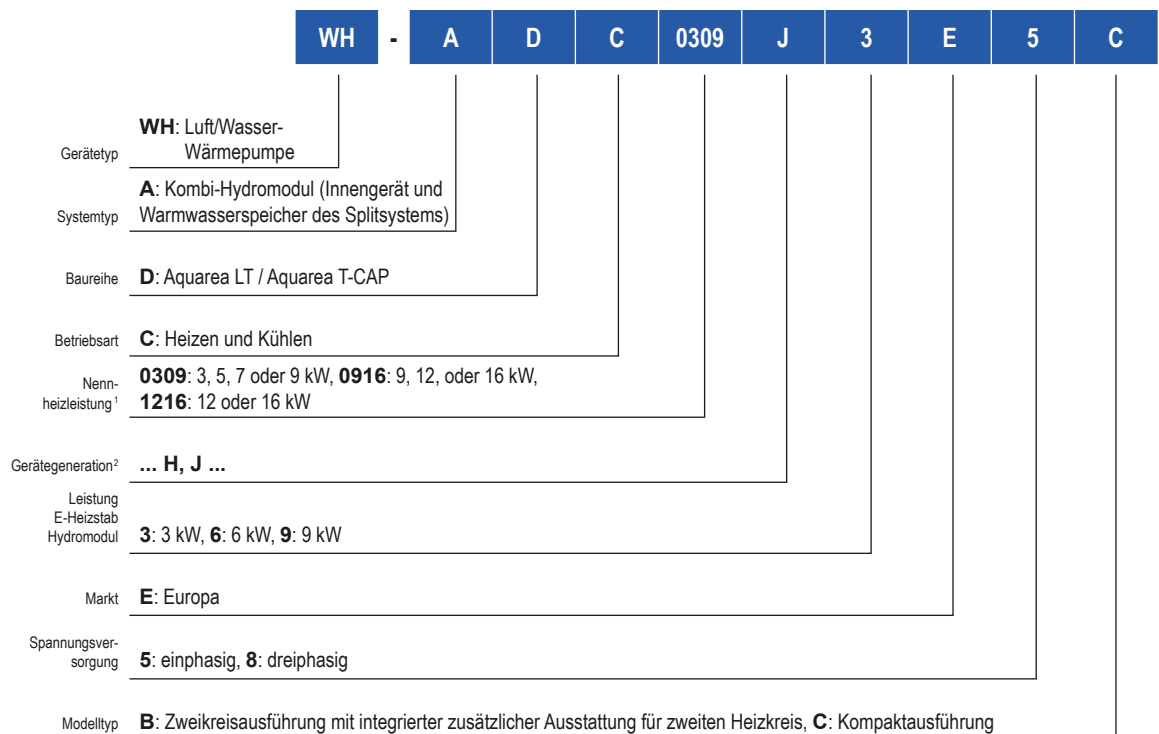 WH - A D C 0309 J 3 E 5 C
WH: Luft/Wasser-
Wärmepumpe
Gerätetyp
A: Kombi-Hydromodul (Innengerät und
Systemtyp Warmwasserspeicher des Splitsystems)
Baureihe D: Aquarea LT / Aquarea T-CAP
Betriebsart C: Heizen und Kühlen
Nenn-
heizleistung¹
0309: 3, 5, 7 oder 9 kW, 0916: 9, 12, oder 16 kW,
1216: 12 oder 16 kW
Gerätegeneration² ... H, J ...
Leistung
E-Heizstab
Hydromodul 3: 3 kW, 6: 6 kW, 9: 9 kW
Markt E: Europa
Spannungsver-
sorgung 5: einphasig, 8: dreiphasig
Modelltyp B: Zweikreisausführung mit integrierter zusätzlicher Ausstattung für zweiten Heizkreis, C: Kompaktausführung